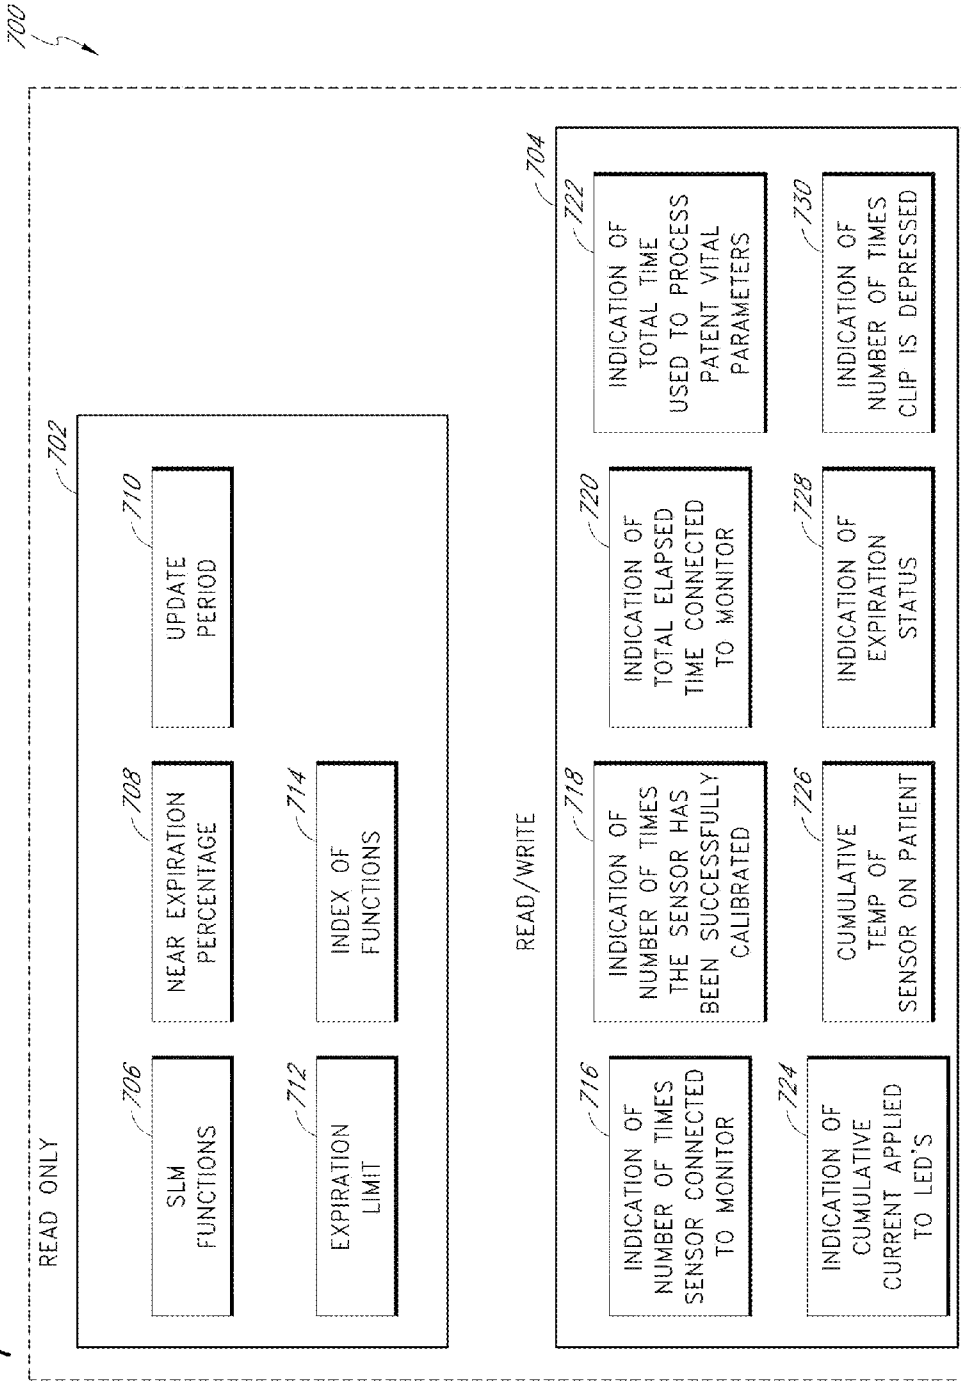 700
READ ONLY
702
706
SLM
FUNCTIONS
708
NEAR EXPIRATION
PERCENTAGE
710
UPDATE
PERIOD
712
EXPIRATION
LIMIT
714
INDEX OF
FUNCTIONS
READ/WRITE
704
716
INDICATION OF
NUMBER OF TIMES
SENSOR CONNECTED
TO MONITOR
718
INDICATION OF
NUMBER OF TIMES
THE SENSOR HAS
BEEN SUCCESSFULLY
CALIBRATED
720
INDICATION OF
TOTAL ELAPSED
TIME CONNECTED
TO MONITOR
722
INDICATION OF
TOTAL TIME
USED TO PROCESS
PATENT VITAL
PARAMETERS
724
INDICATION OF
CUMULATIVE
CURRENT APPLIED
TO LED'S
726
CUMULATIVE
TEMP OF
SENSOR ON PATIENT
728
INDICATION OF
EXPIRATION
STATUS
730
INDICATION OF
NUMBER OF TIMES
CLIP IS DEPRESSED